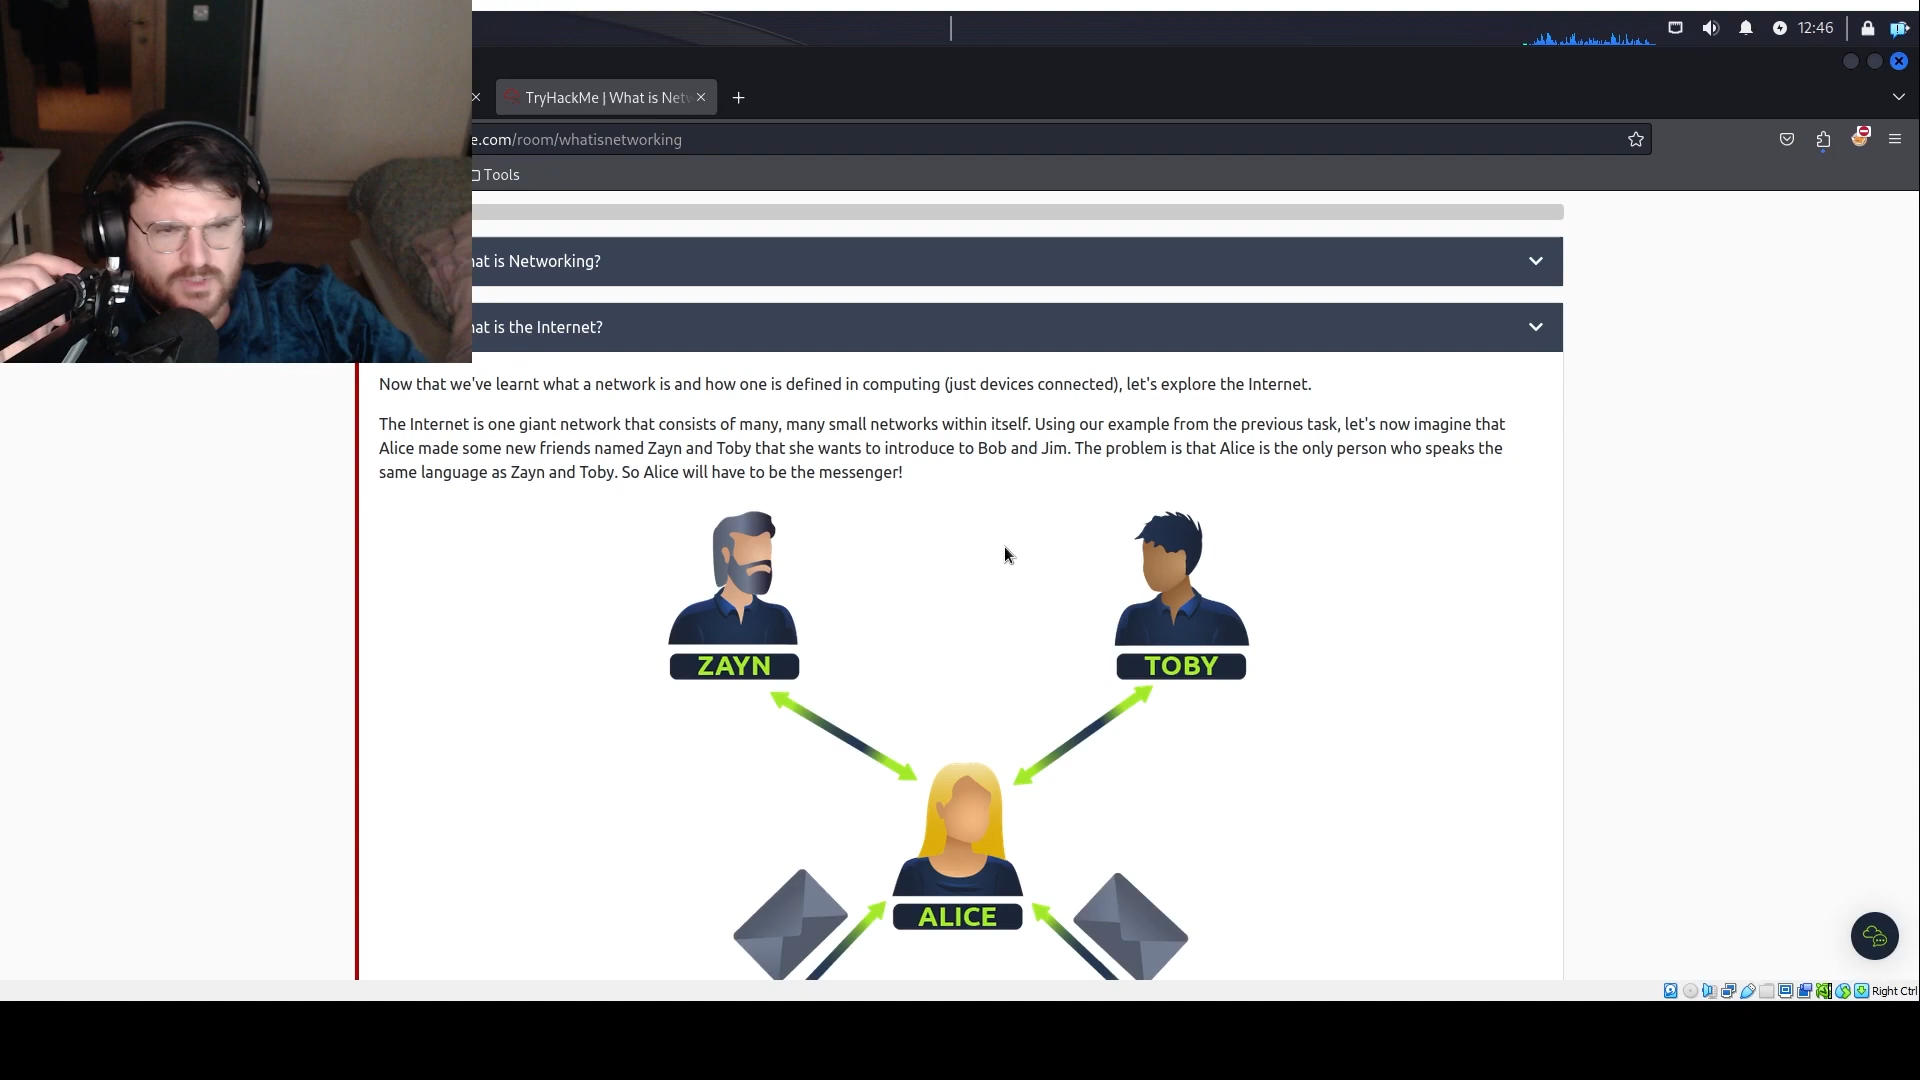 12:46
TryHackMe | What is Netw
e.com/room/whatisnetworking
Tools
at is Networking?
at is the Internet?
Now that we've learnt what a network is and how one is defined in computing (just devices connected), let's explore the Internet.
The Internet is one giant network that consists of many, many small networks within itself. Using our example from the previous task, let's now imagine that
Alice made some new friends named Zayn and Toby that she wants to introduce to Bob and Jim. The problem is that Alice is the only person who speaks the
same language as Zayn and Toby. So Alice will have to be the messenger!
ZAYN
TOBY
ALICE
Right Ctrl